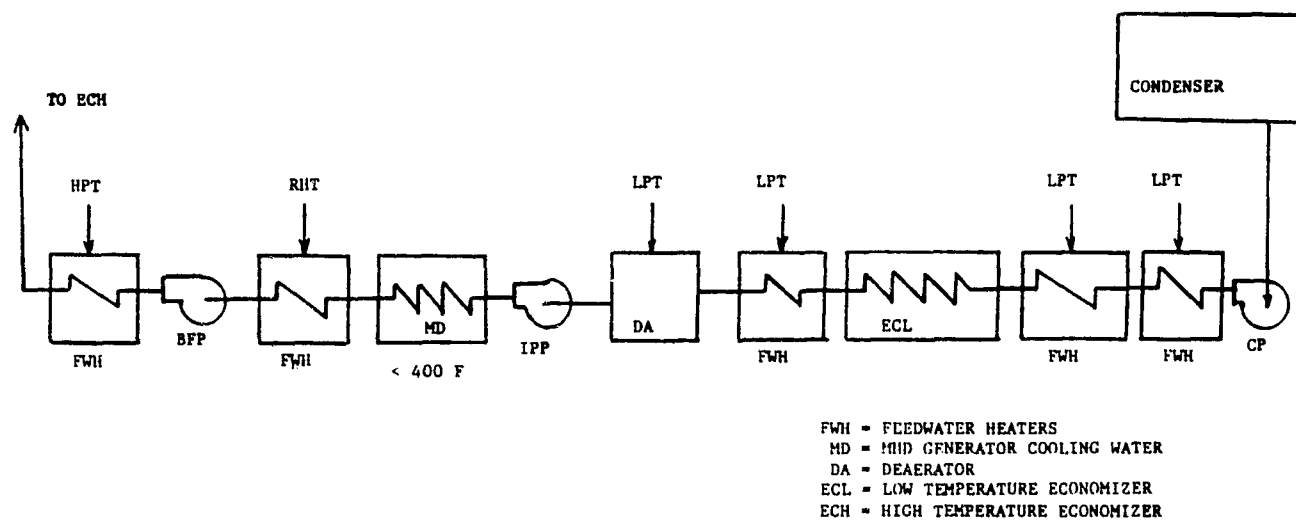 CONDENSER
TO ECH
HPT
RHT
LPT
LPT
LPT
LPT
MD
DA
ECL
FWH
BFP
FWH
< 400 F
IPP
FWH
FWH
FWH
CP
FWH = FEEDWATER HEATERS
MD = MHD GENERATOR COOLING WATER
DA = DEAERATOR
ECL = LOW TEMPERATURE ECONOMIZER
ECH = HIGH TEMPERATURE ECONOMIZER